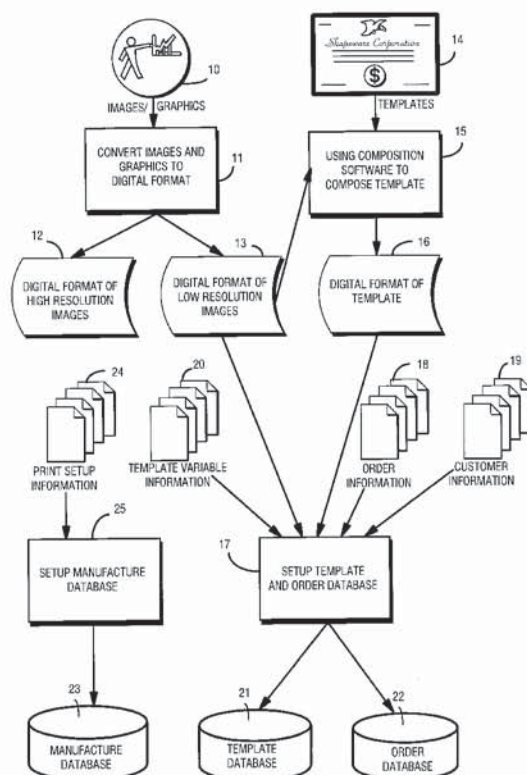 Shapeware Corporation
$
14
10
IMAGES/ GRAPHICS
TEMPLATES
CONVERT IMAGES AND
GRAPHICS TO
DIGITAL FORMAT
11
USING COMPOSITION
SOFTWARE TO
COMPOSE TEMPLATE
15
12
DIGITAL FORMAT OF
HIGH RESOLUTION
IMAGES
13
DIGITAL FORMAT OF
LOW RESOLUTION
IMAGES
16
DIGITAL FORMAT OF
TEMPLATE
24
PRINT SETUP
INFORMATION
20
TEMPLATE VARIABLE
INFORMATION
18
ORDER
INFORMATION
19
CUSTOMER
INFORMATION
25
SETUP MANUFACTURE
DATABASE
17
SETUP TEMPLATE
AND ORDER DATABASE
23
MANUFACTURE
DATABASE
21
TEMPLATE
DATABASE
22
ORDER
DATABASE